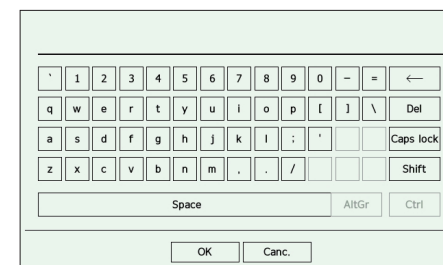 ` 1 2 3 4 5 6 7 8 9 0 - = ←
q w e r t y u i o p [ ] \ Del
a s d f g h j k l ; ' Caps lock
z x c v b n m , . / Shift
Space AltGr Ctrl
OK Canc.